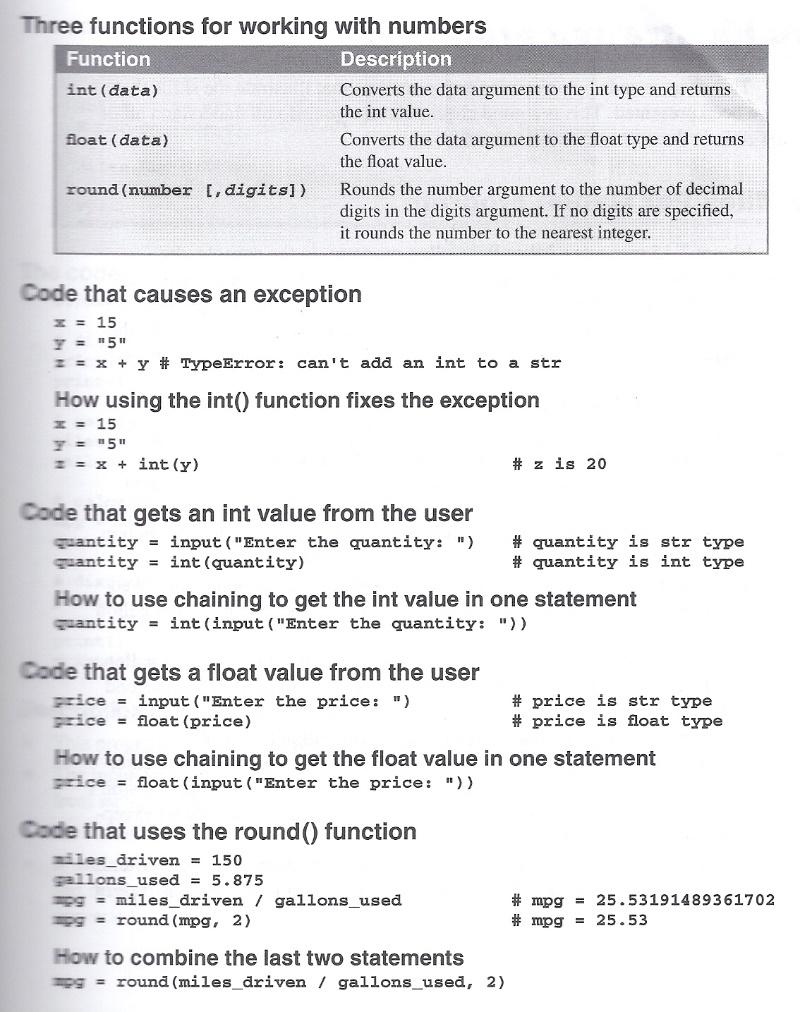 Three functions for working with numbers
Function Description
int(data) Converts the data argument to the int type and returns
the int value.
float(data) Converts the data argument to the float type and returns
the float value.
round(number [,digits]) Rounds the number argument to the number of decimal
digits in the digits argument. If no digits are specified,
it rounds the number to the nearest integer.
Code that causes an exception
x = 15
y = "5"
z = x + y # TypeError: can't add an int to a str
How using the int() function fixes the exception
x = 15
y = "5"
z = x + int(y) # z is 20
Code that gets an int value from the user
quantity = input("Enter the quantity: ") # quantity is str type
quantity = int(quantity) # quantity is int type
How to use chaining to get the int value in one statement
quantity = int(input("Enter the quantity: "))
Code that gets a float value from the user
price = input("Enter the price: ") # price is str type
price = float(price) # price is float type
How to use chaining to get the float value in one statement
price = float(input("Enter the price: "))
Code that uses the round() function
miles_driven = 150
gallons_used = 5.875
mpg = miles_driven / gallons_used # mpg = 25.53191489361702
mpg = round(mpg, 2) # mpg = 25.53
How to combine the last two statements
mpg = round(miles_driven / gallons_used, 2)